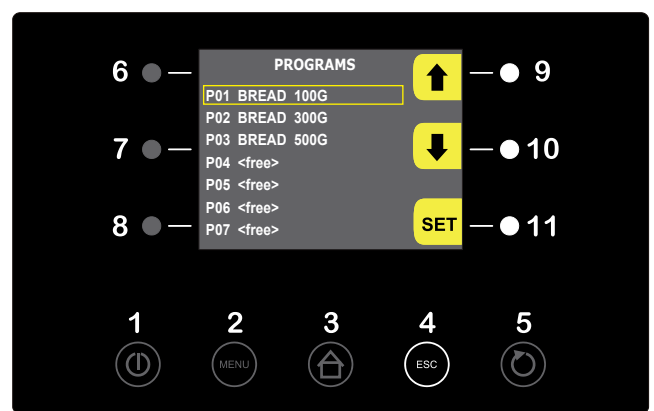 PROGRAMS
6
9
P01 BREAD 100G
P02 BREAD 300G
7
P03 BREAD 500G
10
P04 <free>
P05 <free>
P06 <free>
8
P07 <free>
SET
11
1
2
3
4
5
MENU
ESC